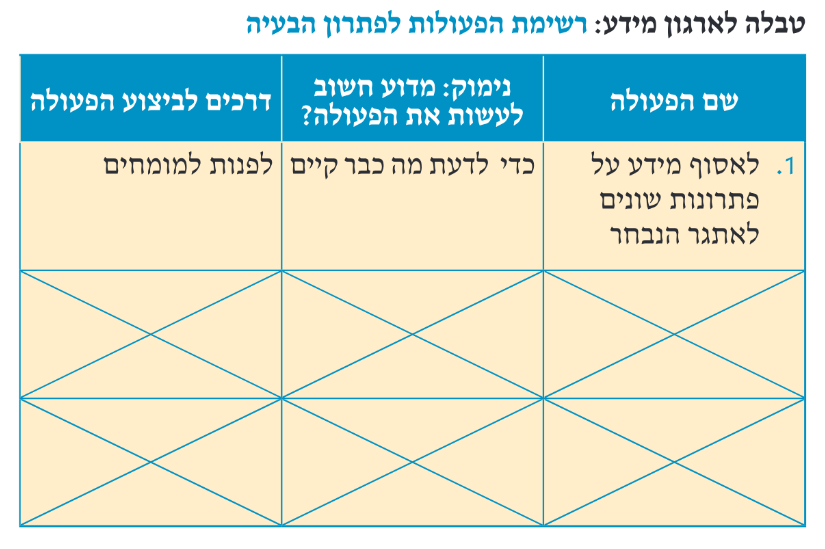 טבלה לארגון מידע: רשימת הפעולות לפתרון הבעיה
שם הפעולה
נימוק: מדוע חשוב
לעשות את הפעולה?
דרכים לביצוע הפעולה
1. לאסוף מידע על
פתרונות שונים
לאתגר הנבחר
כדי לדעת מה כבר קיים
לפנות למומחים